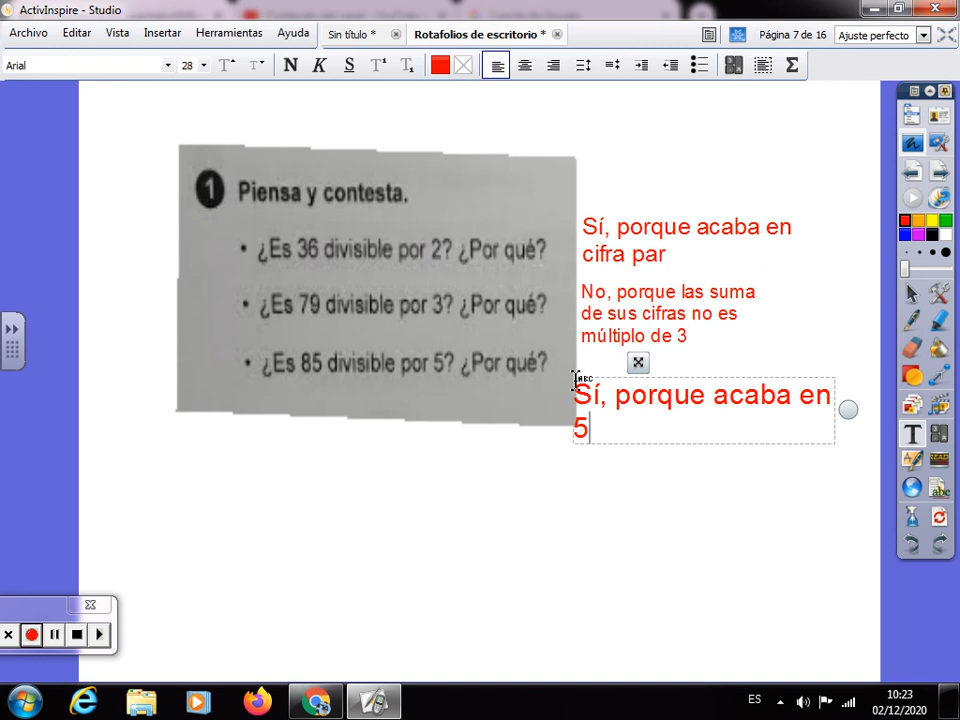 ActivInspire - Studio
Archivo Editar Vista Insertar Herramientas Ayuda
Sin título * Rotafolios de escritorio * Página 7 de 16 Ajuste perfecto
Arial 28 N K S
1 Piensa y contesta.
• ¿Es 36 divisible por 2? ¿Por qué?
• ¿Es 79 divisible por 3? ¿Por qué?
• ¿Es 85 divisible por 5? ¿Por qué?
Sí, porque acaba en
cifra par
No, porque las suma
de sus cifras no es
múltiplo de 3
Sí, porque acaba en
5
ES
10:23
02/12/2020